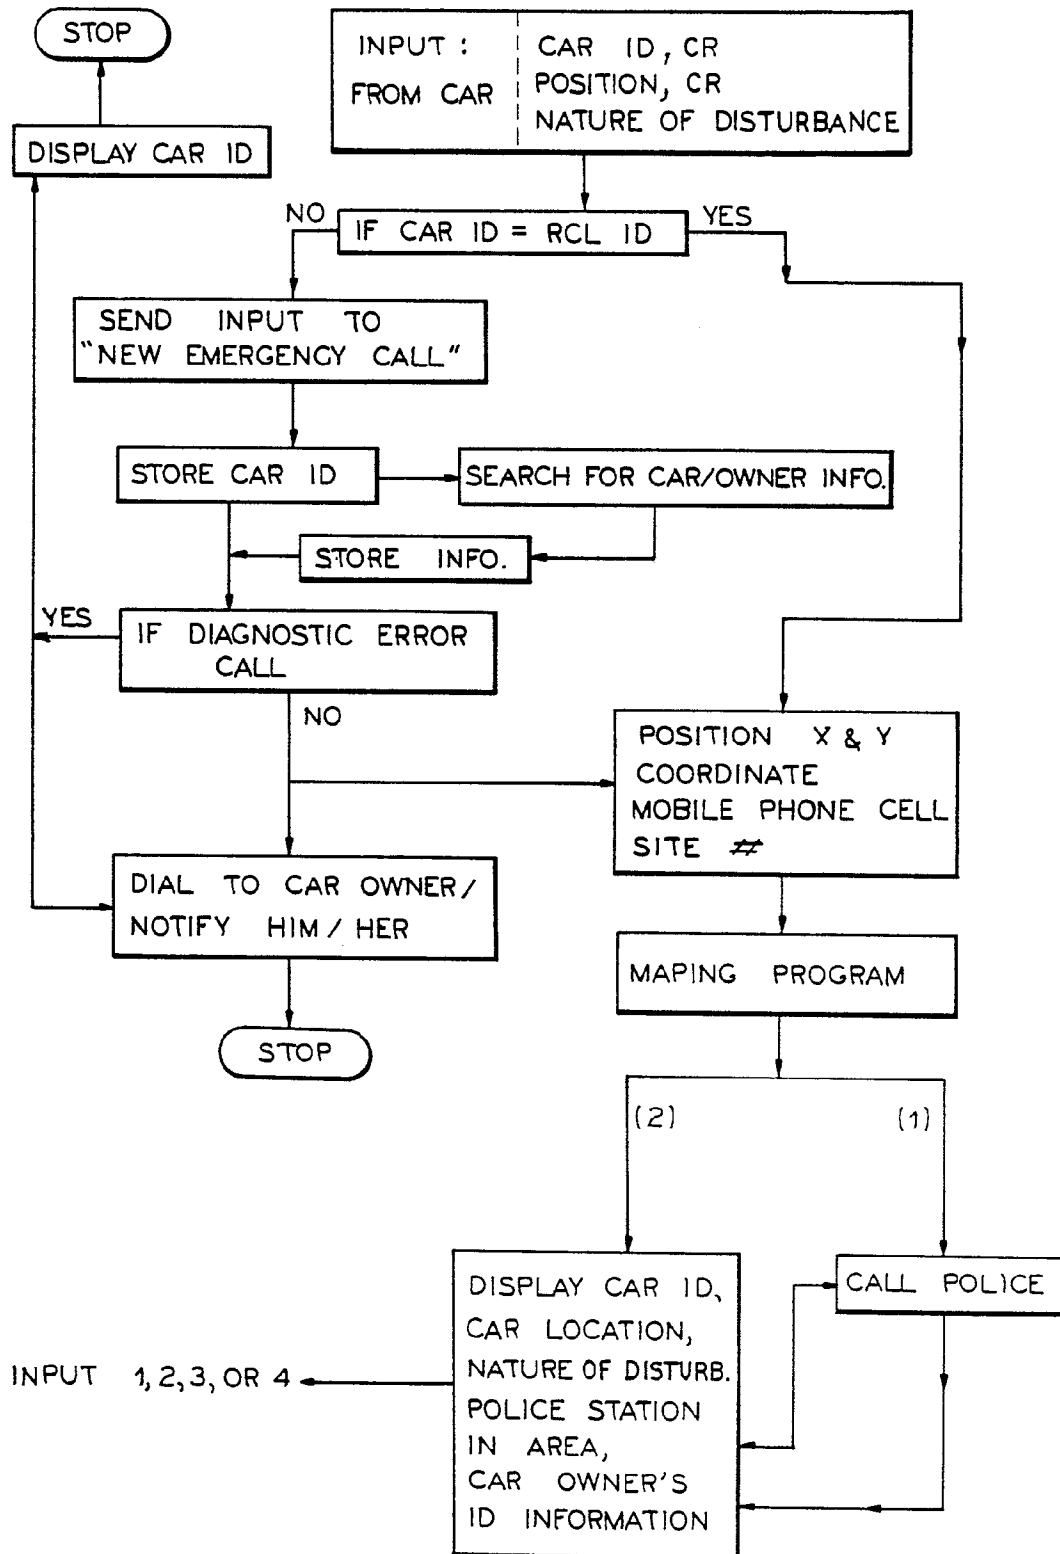 STOP
INPUT :
FROM CAR
CAR ID, CR
POSITION, CR
NATURE OF DISTURBANCE
DISPLAY CAR ID
NO
IF CAR ID = RCL ID
YES
SEND INPUT TO
"NEW EMERGENCY CALL"
STORE CAR ID
SEARCH FOR CAR/OWNER INFO.
STORE INFO.
YES
IF DIAGNOSTIC ERROR
CALL
NO
POSITION X & Y
COORDINATE
MOBILE PHONE CELL
SITE #
DIAL TO CAR OWNER/
NOTIFY HIM / HER
MAPING PROGRAM
STOP
(2)
(1)
DISPLAY CAR ID,
CAR LOCATION,
NATURE OF DISTURB.
POLICE STATION
IN AREA,
CAR OWNER'S
ID INFORMATION
CALL POLICE
INPUT 1, 2, 3, OR 4